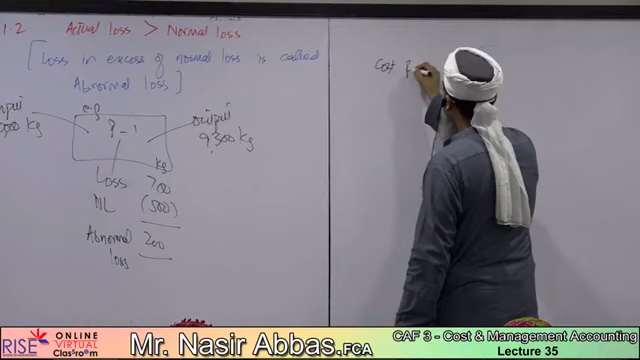 1.2 Actual loss > Normal loss
[Loss in excess of normal loss is called
Abnormal loss]
input
e.g
output
000 kg
P-1
9,300 kg
kg
Loss 700
NL (500)
Abnormal 200
loss
Cost P
RISE ONLINE VIRTUAL Classroom
Mr. Nasir Abbas.FCA
CAF 3 - Cost & Management Accounting
Lecture 35